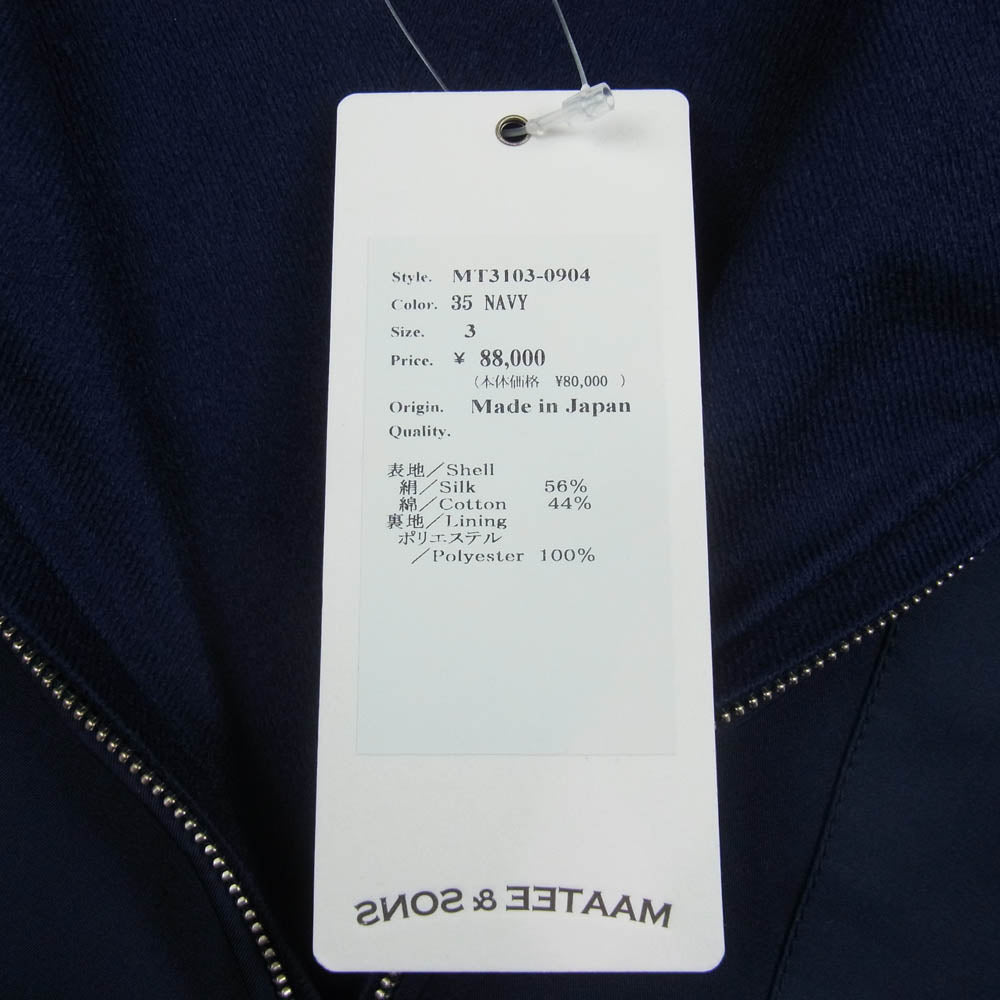 Style. MT3103-0904
Color. 35 NAVY
Size. 3
Price. ¥ 88,000
(本体価格 ¥80,000 )
Origin. Made in Japan
Quality.
表地/Shell
絹/Silk 56%
綿/Cotton 44%
裏地/Lining
ポリエステル
/Polyester 100%
MAATEE & SONS